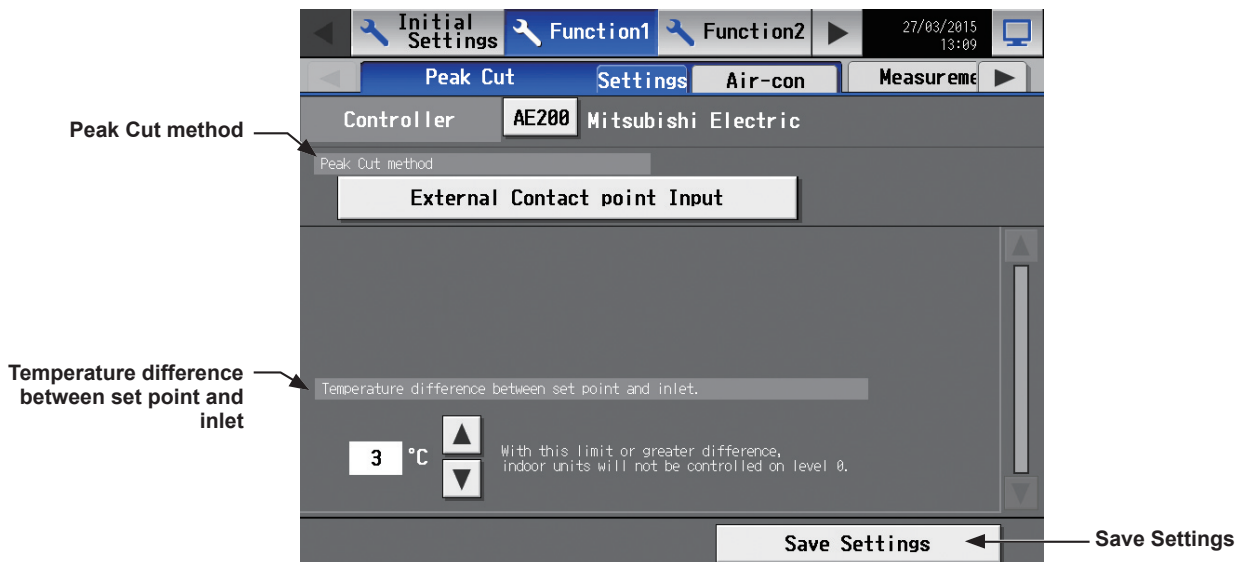 Initial
Settings
Function1
Function2
27/03/2015
13:09
Peak Cut
Settings
Air-con
Measureme
Controller
AE200
Mitsubishi Electric
Peak Cut method
Peak Cut method
External Contact point Input
Temperature difference
between set point and
inlet
Temperature difference between set point and inlet.
3 °C
With this limit or greater difference,
indoor units will not be controlled on level 0.
Save Settings
Save Settings